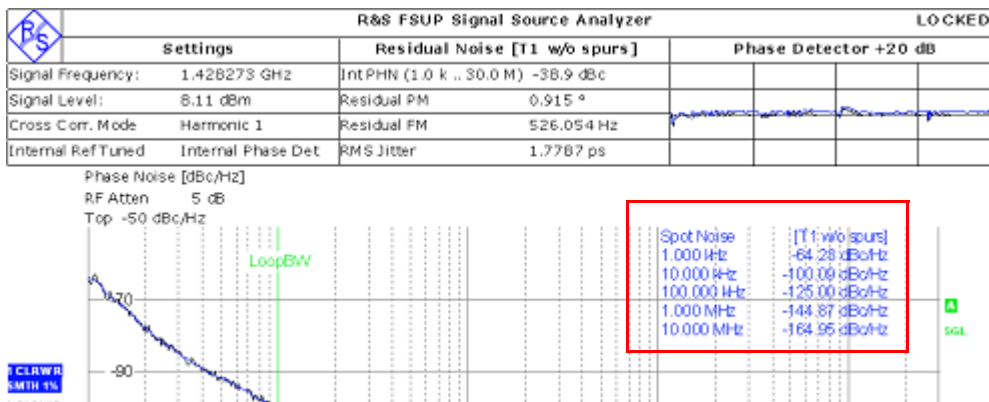 R&S FSUP Signal Source Analyzer LOCKED
R S
Settings Residual Noise [T1 w/o spurs] Phase Detector +20 dB
Signal Frequency: 1.428273 GHz Int PHN (1.0 k .. 30.0 M) -38.9 dBc
Signal Level: 8.11 dBm Residual PM 0.915 °
Cross Corr. Mode Harmonic 1 Residual FM 526.054 Hz
Internal Ref Tuned Internal Phase Det RMS Jitter 1.7787 ps
Phase Noise [dBc/Hz]
RF Atten 5 dB
Top -50 dBc/Hz
Spot Noise [T1 w/o spurs]
1.000 kHz -64.28 dBc/Hz
10.000 kHz -100.09 dBc/Hz
100.000 kHz -125.00 dBc/Hz
1.000 MHz -144.87 dBc/Hz
10.000 MHz -164.95 dBc/Hz
LoopBW
-70
A
SGL
-90
1 CLRWR
SMTH 1%